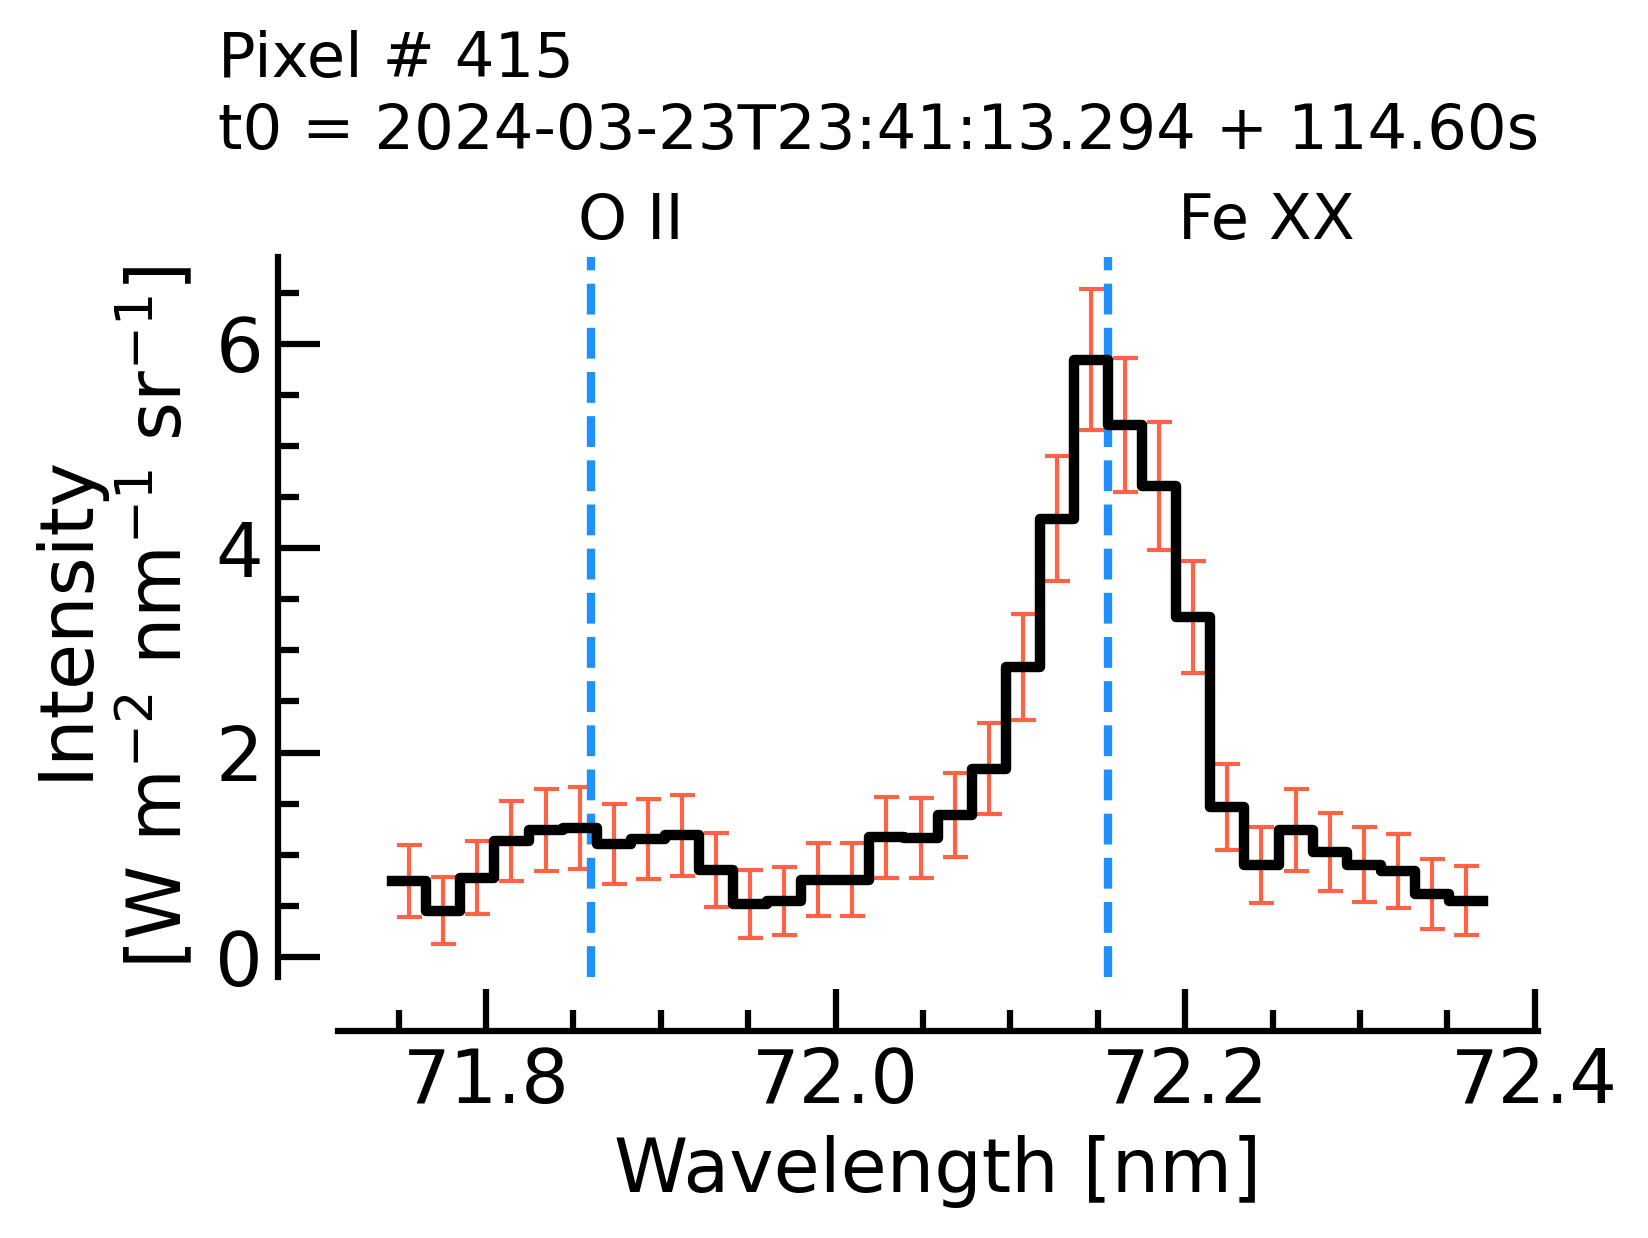 Pixel # 415
t0 = 2024-03-23T23:41:13.294 + 114.60s
O II Fe XX
Intensity
[W m⁻² nm⁻¹ sr⁻¹]
6
4
2
0
71.8 72.0 72.2 72.4
Wavelength [nm]